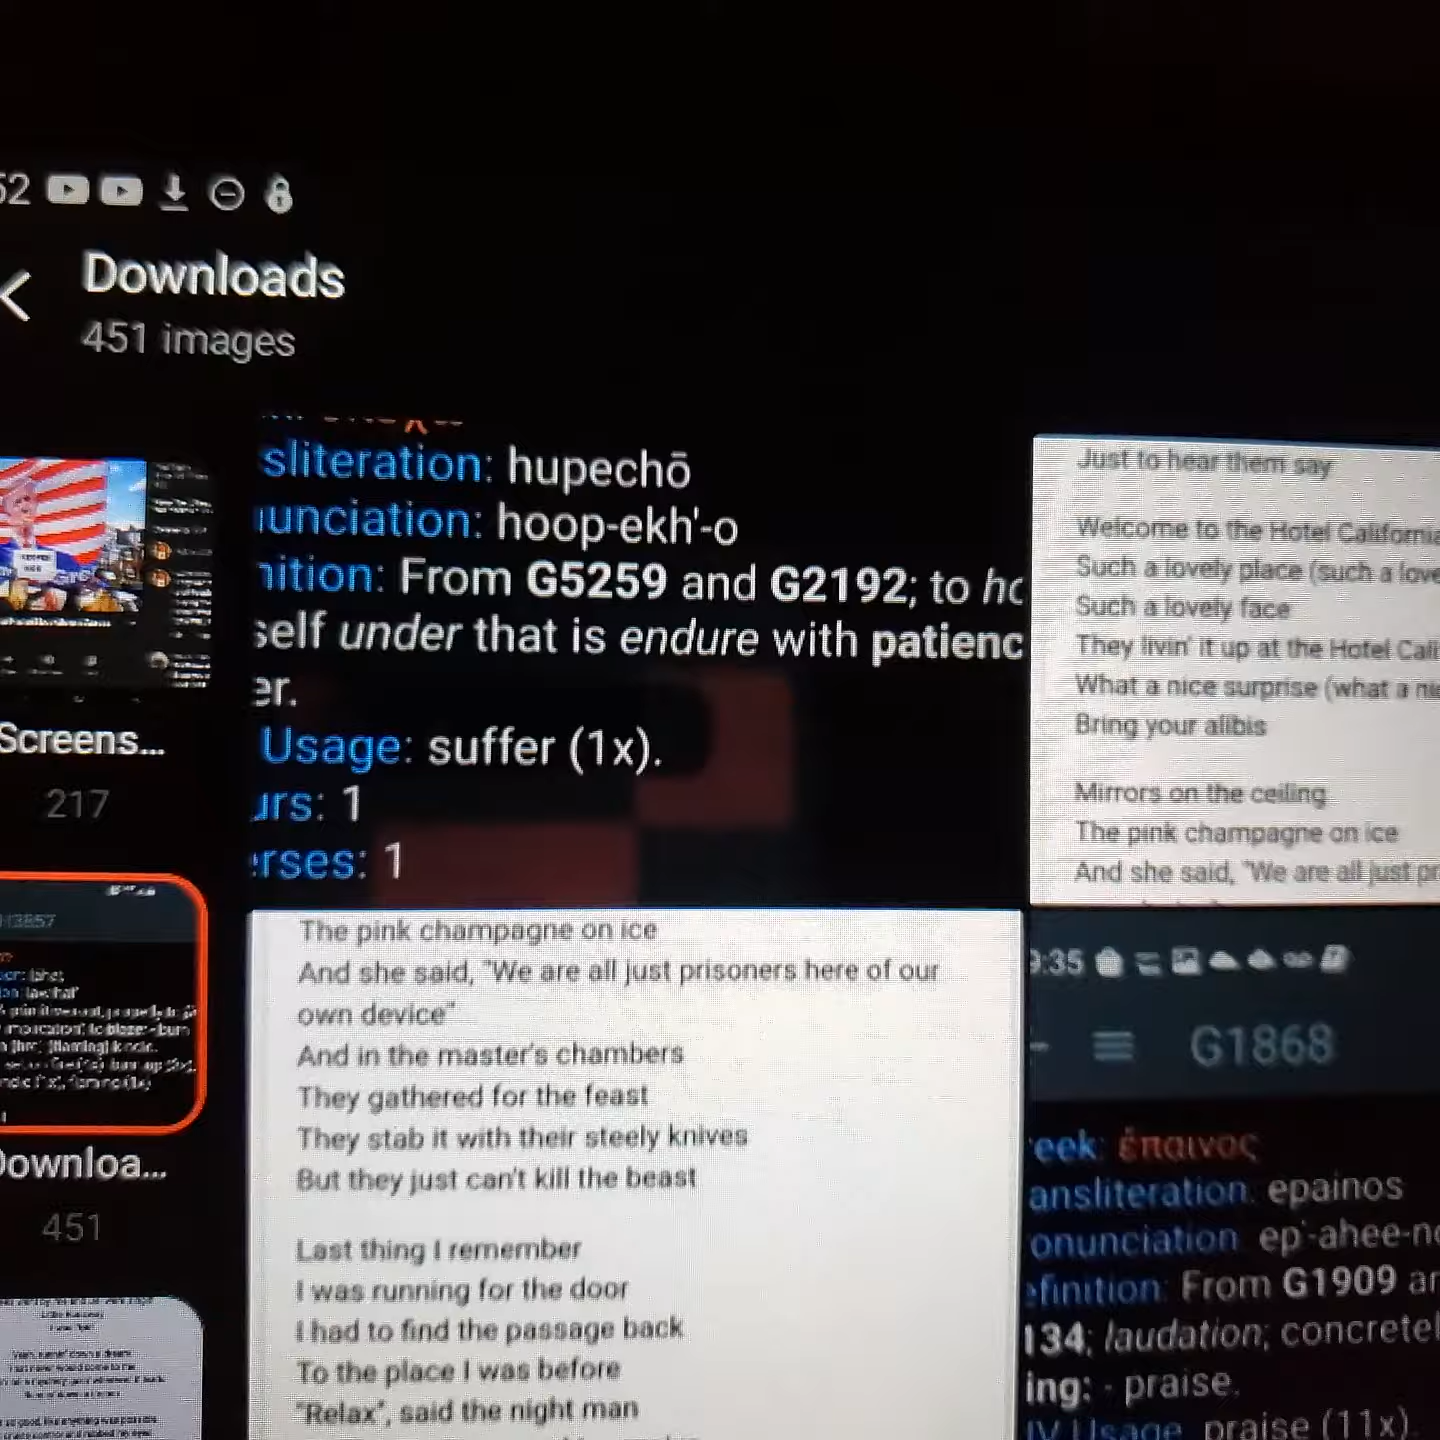 52
Downloads
451 images
sliteration: hupechō
unciation: hoop-ekh'-o
nition: From G5259 and G2192; to ho
self under that is endure with patienc
er.
Usage: suffer (1x).
urs: 1
erses: 1
Just to hear them say
Welcome to the Hotel California
Such a lovely place (such a love
Such a lovely face
They livin' it up at the Hotel Cali
What a nice surprise (what a ni
Bring your alibis
Mirrors on the ceiling
The pink champagne on ice
And she said, "We are all just pr
Screens...
217
Downloa...
451
The pink champagne on ice
And she said, "We are all just prisoners here of our
own device"
And in the master's chambers
They gathered for the feast
They stab it with their steely knives
But they just can't kill the beast
Last thing I remember
I was running for the door
I had to find the passage back
To the place I was before
"Relax", said the night man
9:35
G1868
eek: ἔπαινος
ansliteration: epainos
onunciation: ep'-ahee-no
efinition: From G1909 an
134; laudation; concretel
ing: - praise.
JV Usage: praise (11x).